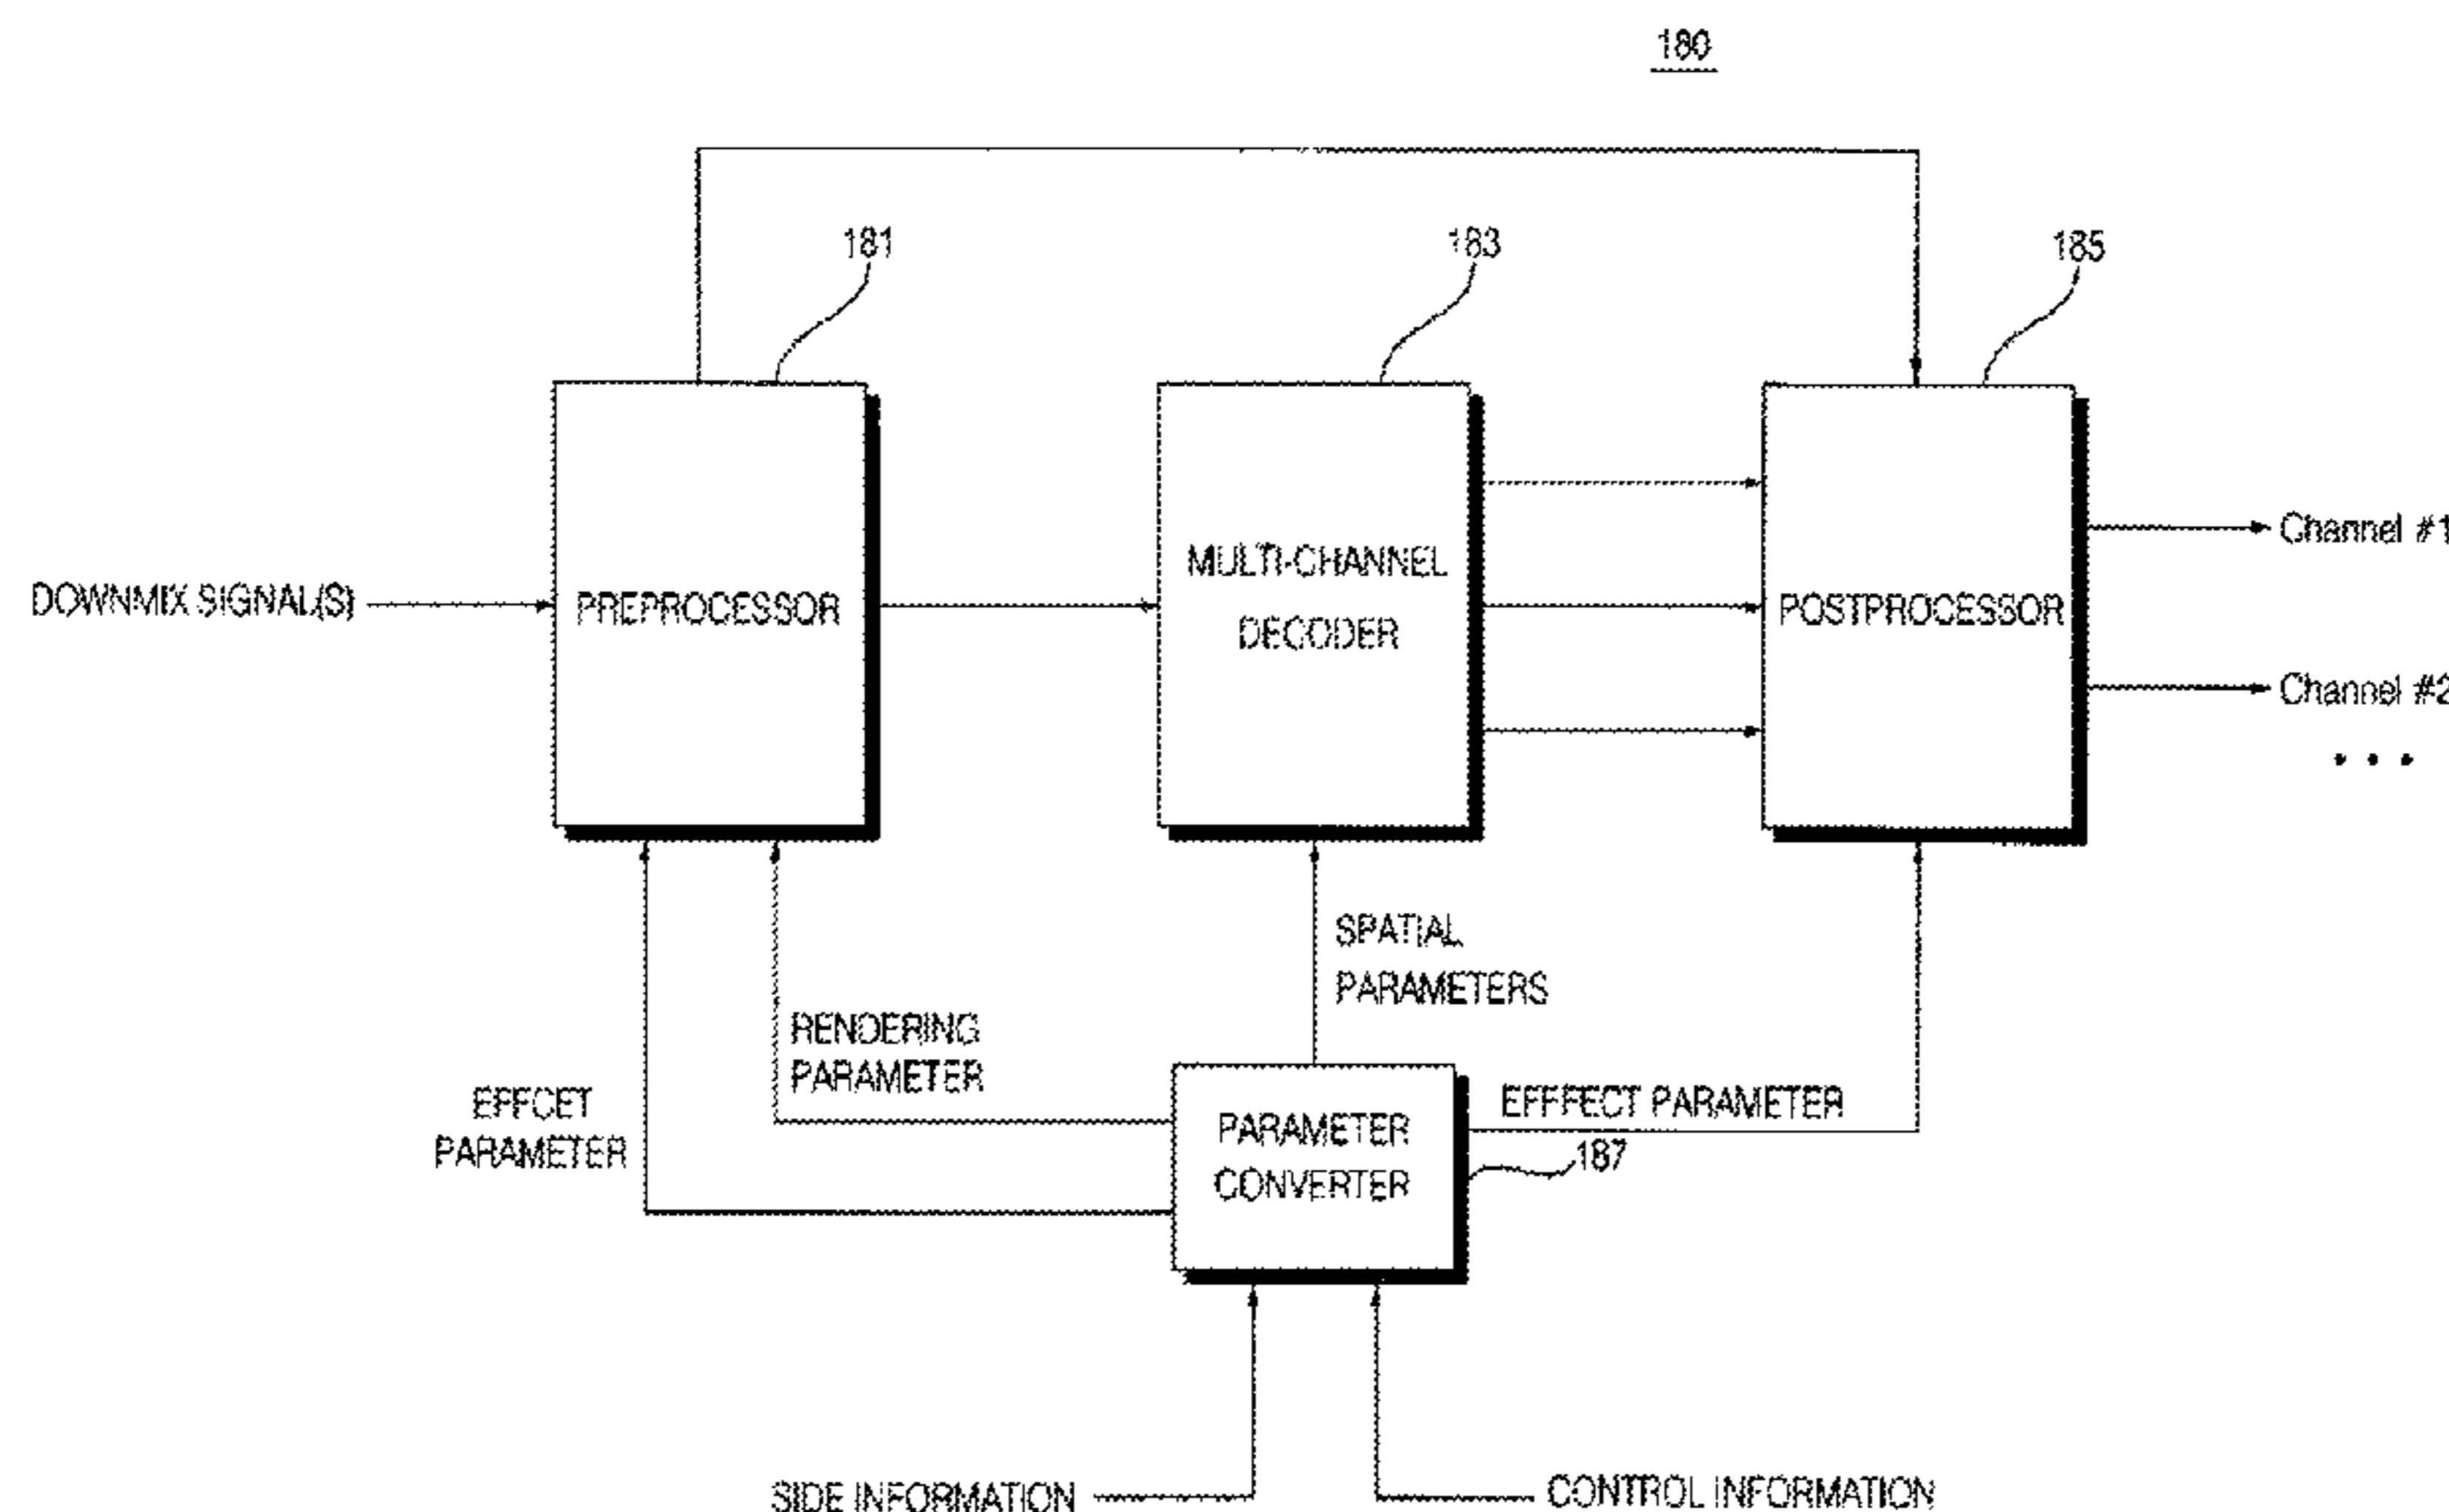 180
181
183
185
DOWNMIX SIGNAL(S)
PREPROCESSOR
MULTI-CHANNEL
DECODER
POSTPROCESSOR
Channel #1
Channel #2
• • •
SPATIAL
PARAMETERS
RENDERING
PARAMETER
EFFCET
PARAMETER
PARAMETER
CONVERTER
EFFFECT PARAMETER
187
SIDE INFORMATION
CONTROL INFORMATION